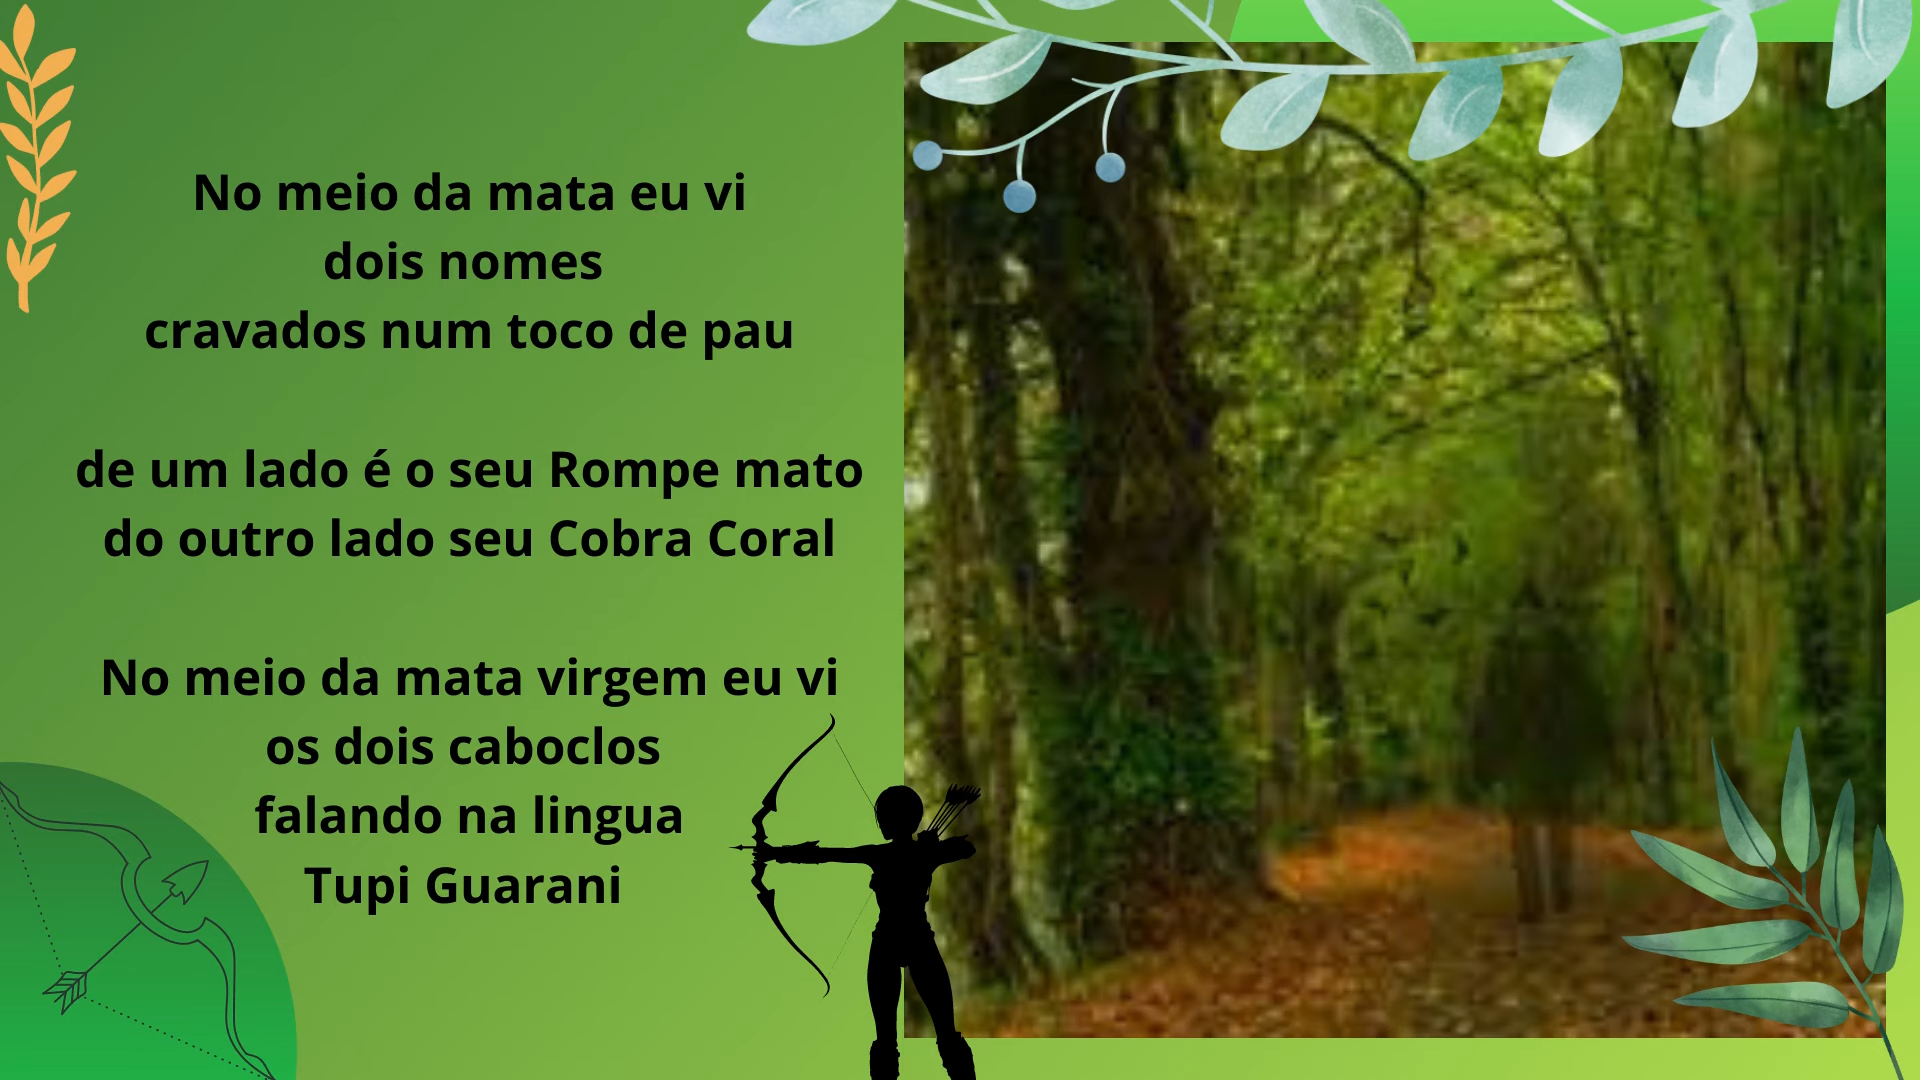 No meio da mata eu vi
dois nomes
cravados num toco de pau
de um lado é o seu Rompe mato
do outro lado seu Cobra Coral
No meio da mata virgem eu vi
os dois caboclos
falando na lingua
Tupi Guarani